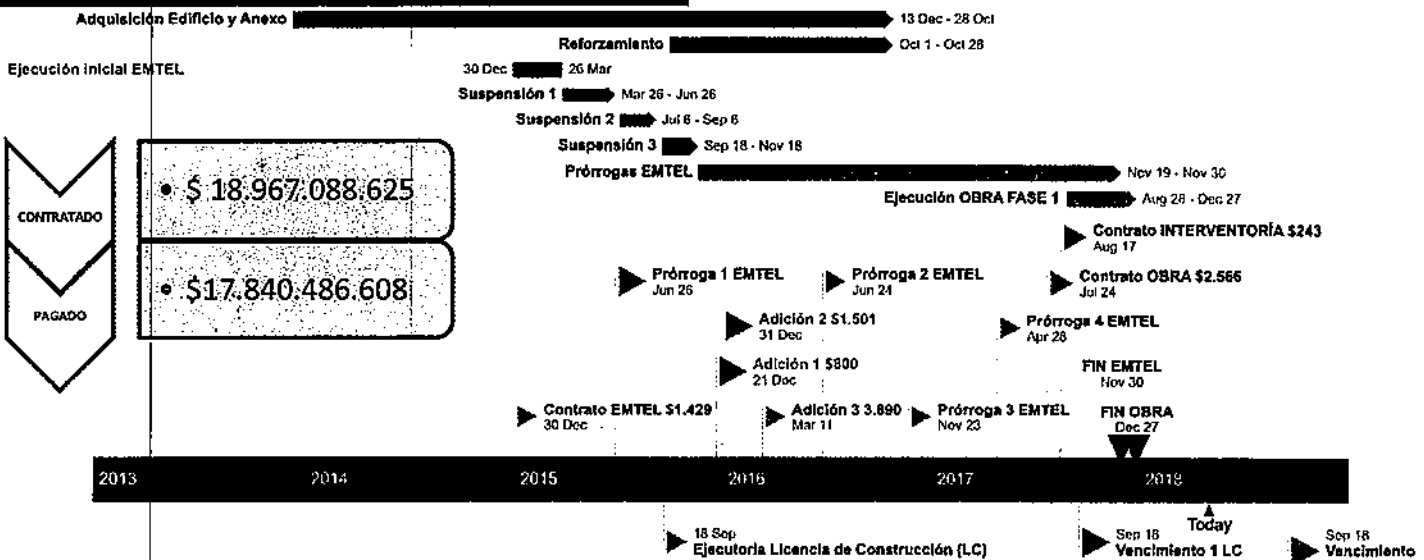 Adquisición Edificio y Anexo 13 Dec - 28 Oct
Reforzamiento Oct 1 - Oct 28
Ejecución inicial EMTEL 30 Dec 26 Mar
Suspensión 1 Mar 26 - Jun 26
Suspensión 2 Jul 6 - Sep 6
Suspensión 3 Sep 18 - Nov 18
Prórrogas EMTEL Nov 19 - Nov 30
Ejecución OBRA FASE 1 Aug 28 - Dec 27
CONTRATADO
• $ 18.967.088.625
PAGADO
• $17.840.486.608
Contrato INTERVENTORÍA $243
Aug 17
Prórroga 1 EMTEL
Jun 26
Prórroga 2 EMTEL
Jun 24
Contrato OBRA $2.566
Jul 24
Adición 2 $1.501
31 Dec
Prórroga 4 EMTEL
Apr 28
Adición 1 $800
21 Dec
FIN EMTEL
Nov 30
Contrato EMTEL $1.429
30 Dec
Adición 3 3.890
Mar 11
Prórroga 3 EMTEL
Nov 23
FIN OBRA
Dec 27
2013 2014 2015 2016 2017 2018
Today
18 Sep
Ejecutoria Licencia de Construcción (LC)
Sep 18
Vencimiento 1 LC
Sep 18
Vencimiento